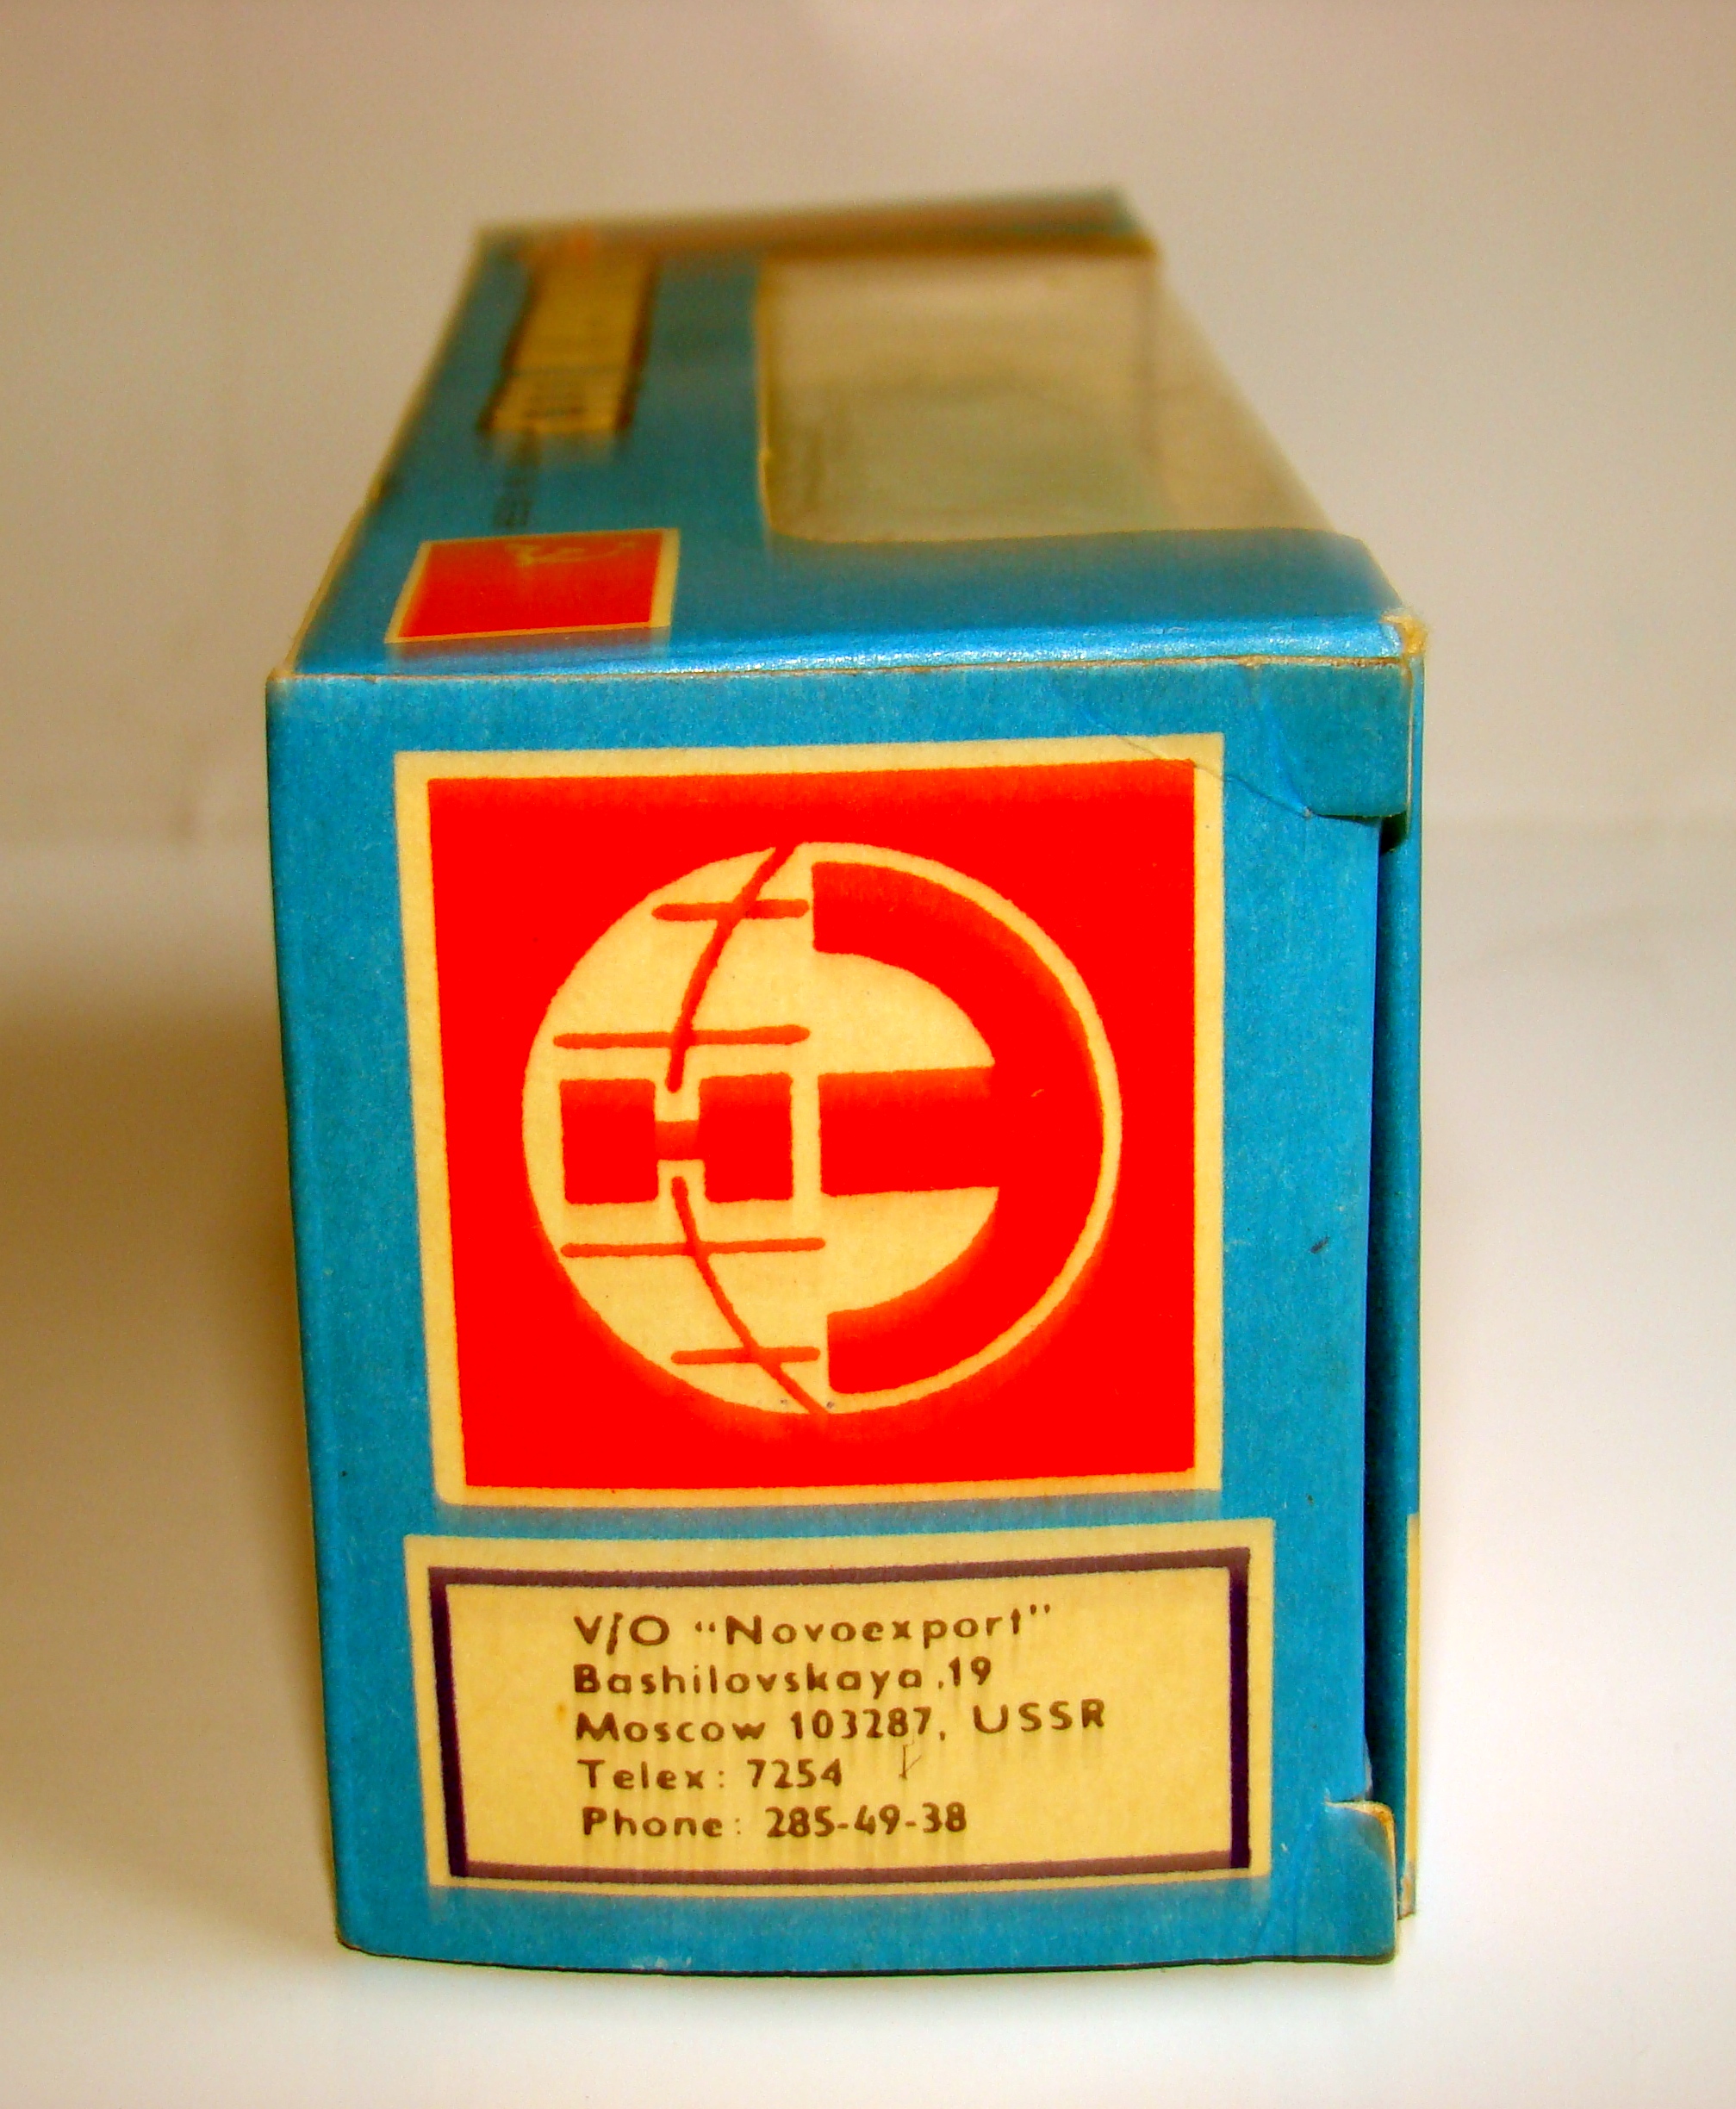 V/O "Novoexport"
Bashilovskaya,19
Moscow 103287, USSR
Telex: 7254
Phone: 285-49-38